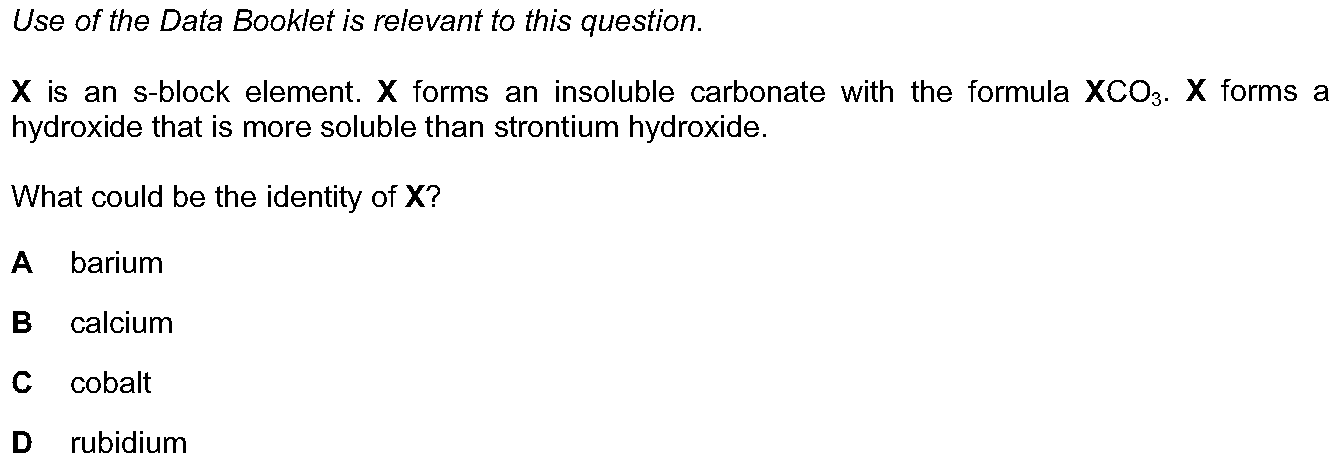 Use of the Data Booklet is relevant to this question.
X is an s-block element. X forms an insoluble carbonate with the formula XCO₃. X forms a
hydroxide that is more soluble than strontium hydroxide.
What could be the identity of X?
A barium
B calcium
C cobalt
D rubidium